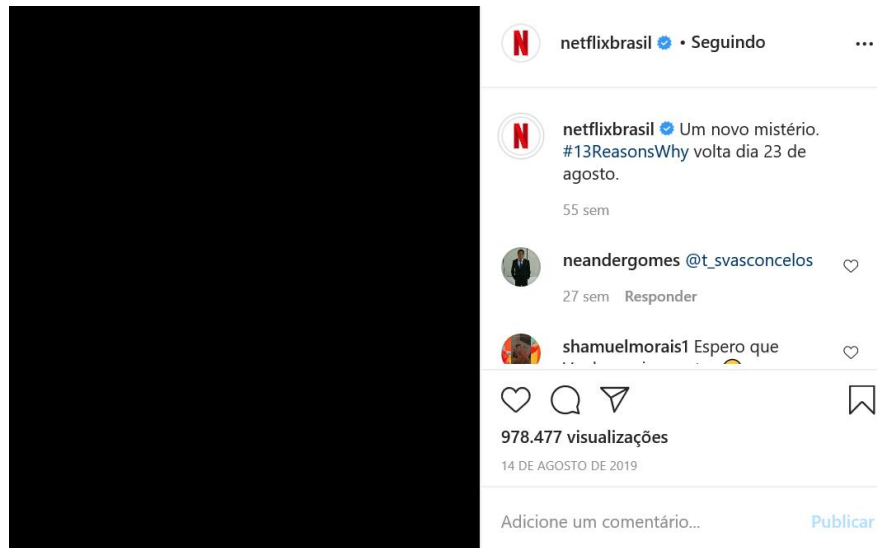 netflixbrasil • Seguindo
netflixbrasil Um novo mistério.
#13ReasonsWhy volta dia 23 de
agosto.
55 sem
neandergomes @t_svasconcelos
27 sem Responder
shamuelmorais1 Espero que
978.477 visualizações
14 DE AGOSTO DE 2019
Adicione um comentário...
Publicar